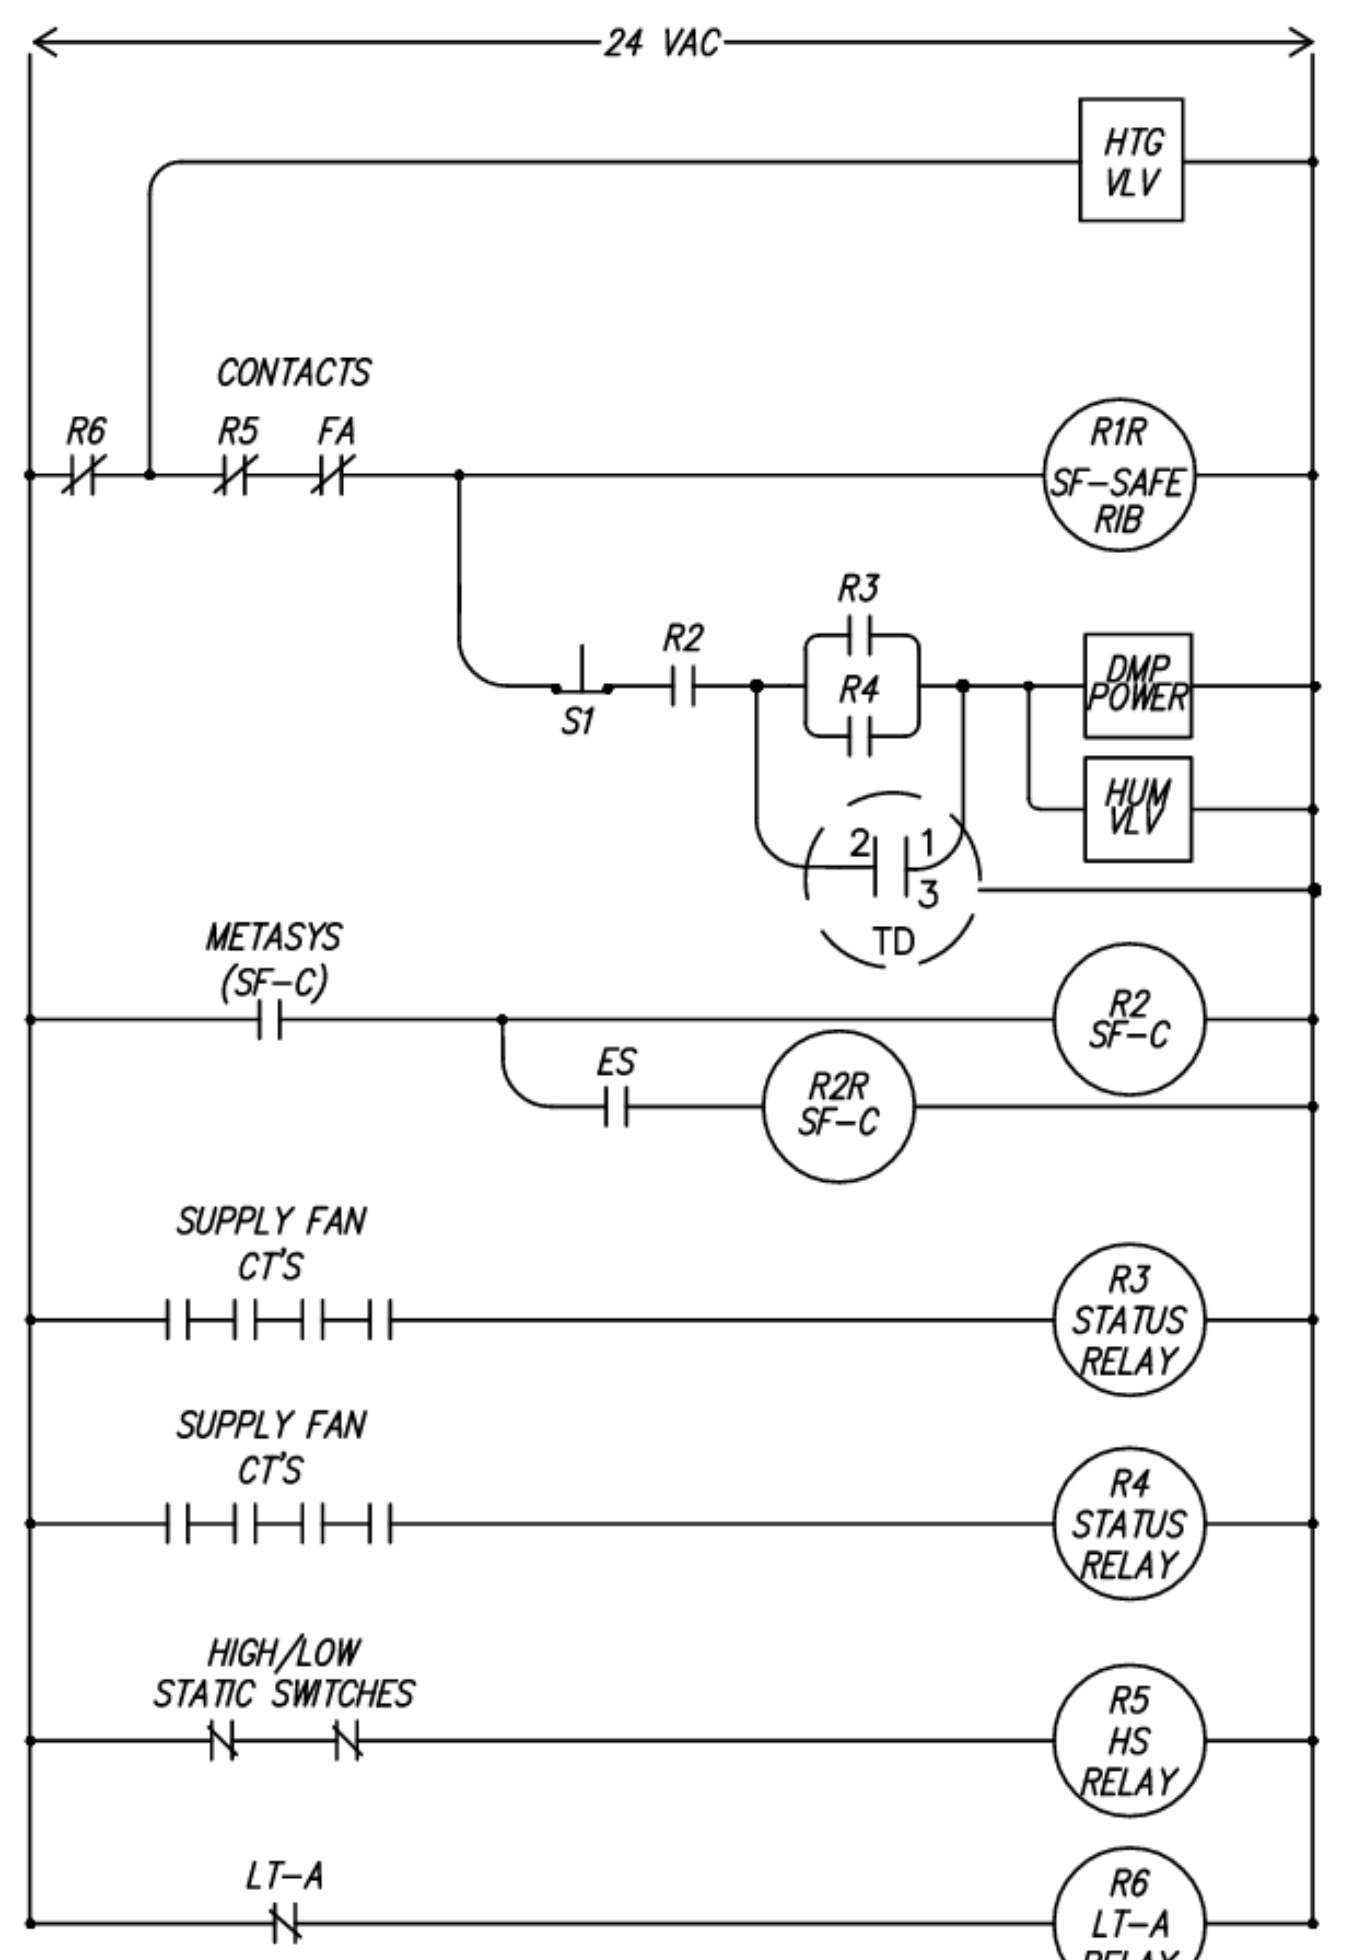 24 VAC
HTG
VLV
CONTACTS
R6
R5
FA
R1R
SF-SAFE
RIB
R3
R2
R4
S1
DMP
POWER
HUM
VLV
2
1
3
TD
METASYS
(SF-C)
R2
SF-C
ES
R2R
SF-C
SUPPLY FAN
CT'S
R3
STATUS
RELAY
SUPPLY FAN
CT'S
R4
STATUS
RELAY
HIGH/LOW
STATIC SWITCHES
R5
HS
RELAY
LT-A
R6
LT-A
RELAY